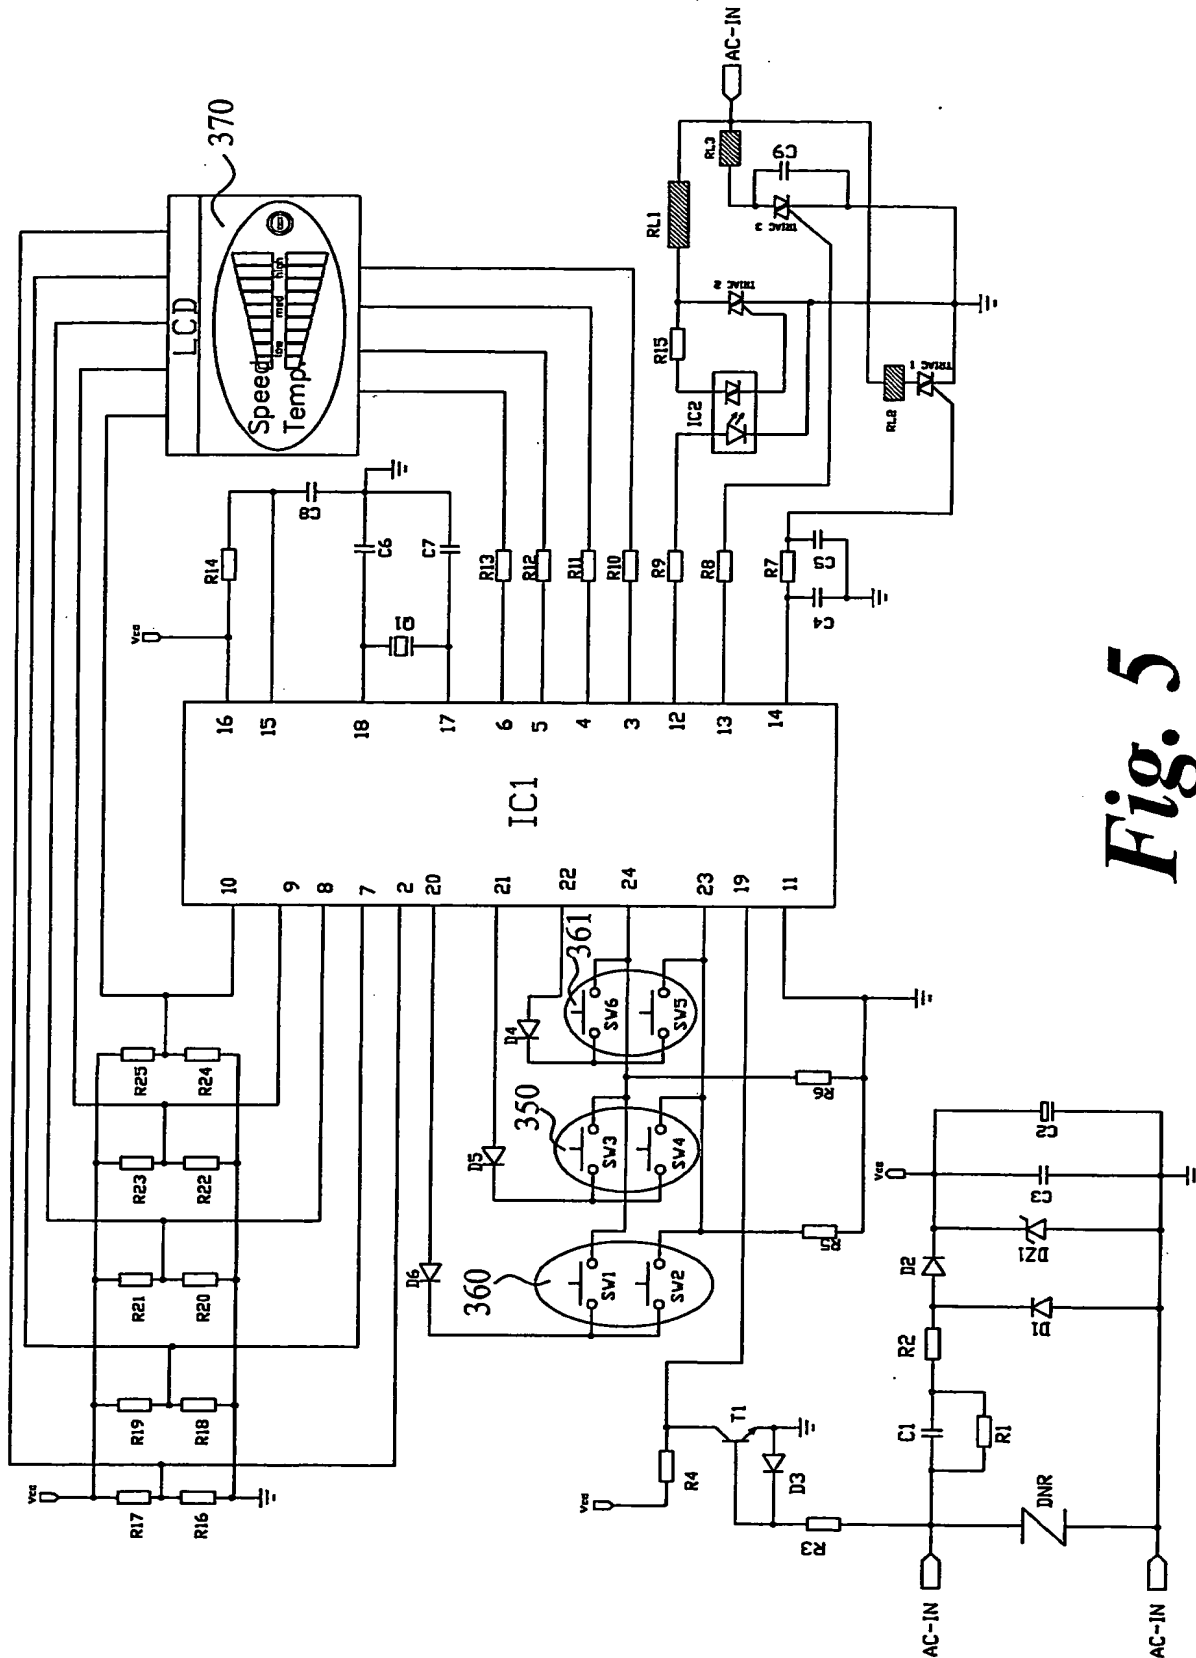 Vcc
R17
R16
R19
R18
R21
R20
R23
R22
R25
R24
LCD
Speed
Temp.
low
med
high
370
10
9
8
7
2
20
21
22
24
23
19
11
IC1
16
15
18
17
6
5
4
3
12
13
14
Vcc
R14
C8
C6
C7
Q1
R13
R12
R11
R10
R9
R8
R7
C5
C4
IC2
R15
RL1
RL3
C9
TRIAC 3
TRIAC 2
TRIAC 1
RL2
AC-IN
D6
D5
D4
360
350
361
SW1
SW2
SW3
SW4
SW6
SW5
R5
R6
Vcc
R4
T1
D3
R3
AC-IN
AC-IN
DNR
C1
R1
R2
D1
D2
DZ1
C3
C2
Vcc
Fig. 5